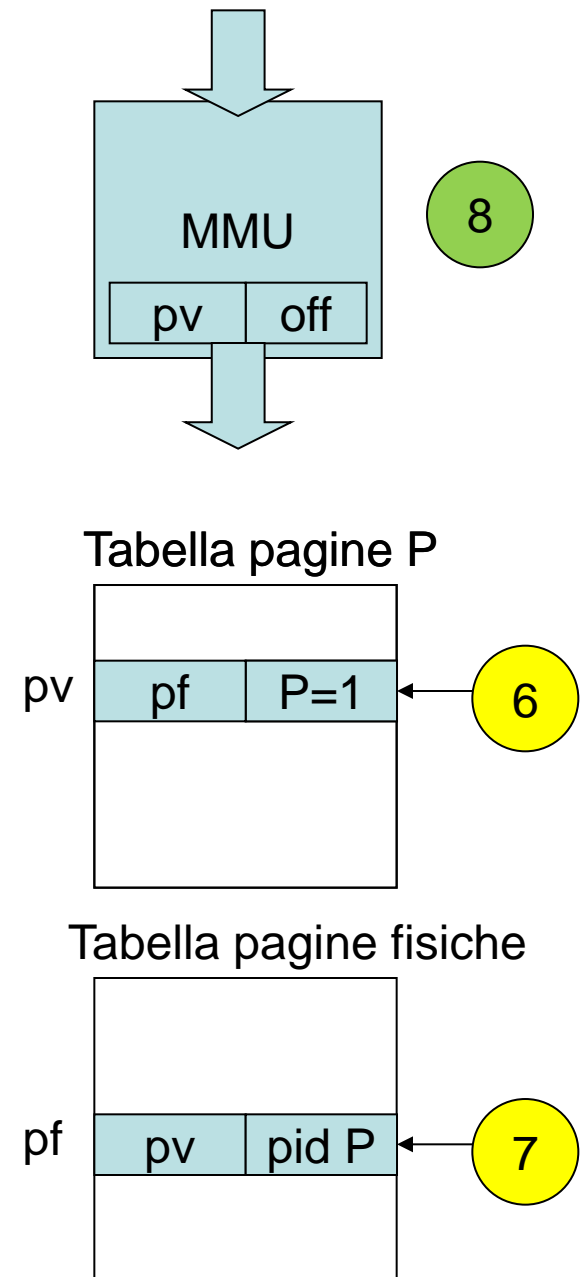 MMU
8
pv off
Tabella pagine P
pv pf P=1 6
Tabella pagine fisiche
pf pv pid P 7